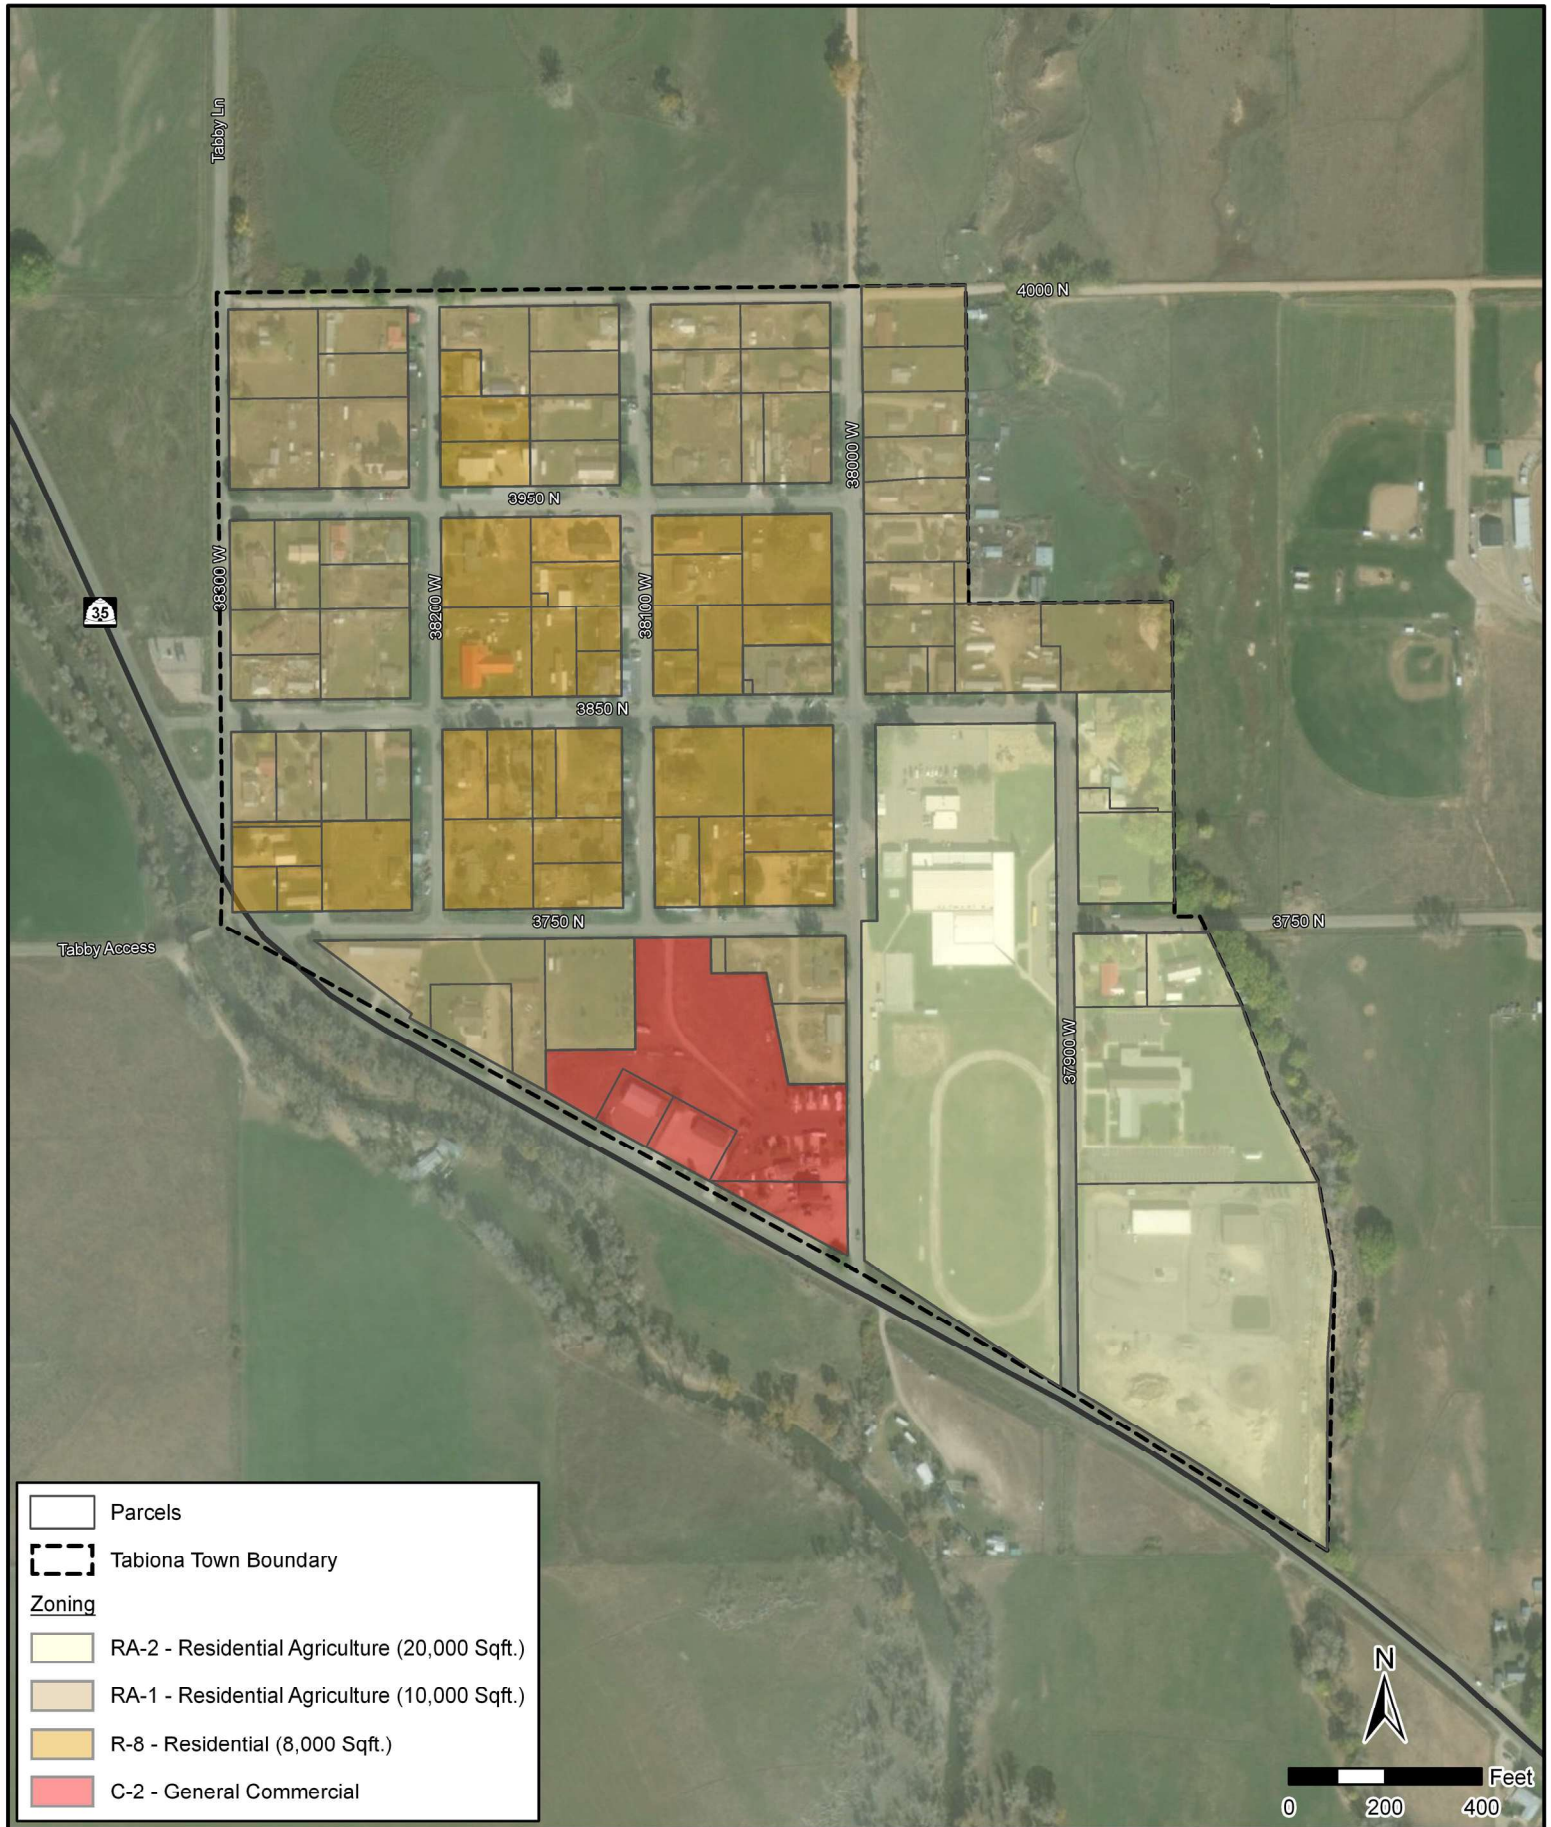 Tabby Ln
4000 N
38000 W
3950 N
38300 W
38200 W
38100 W
35
3850 N
3750 N
3750 N
Tabby Access
37900 W
Parcels
Tabiona Town Boundary
Zoning
RA-2 - Residential Agriculture (20,000 Sqft.)
RA-1 - Residential Agriculture (10,000 Sqft.)
R-8 - Residential (8,000 Sqft.)
C-2 - General Commercial
N
Feet
0 200 400